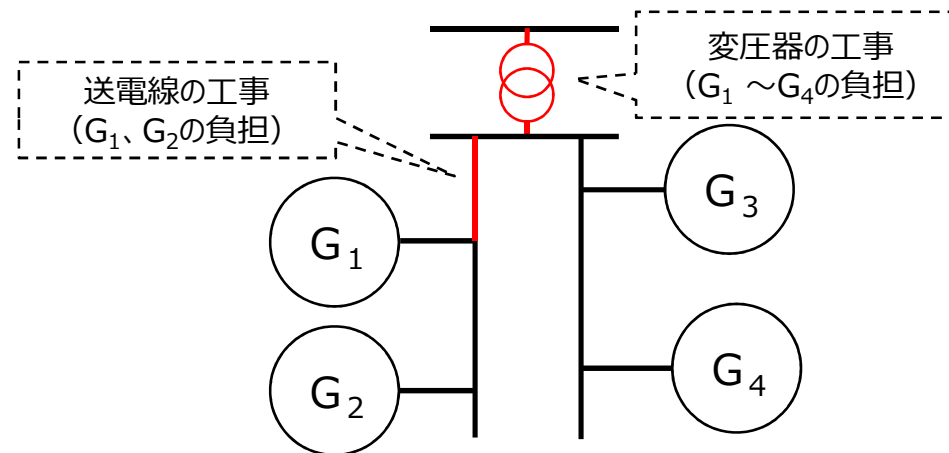 変圧器の工事
（G1 ～G4の負担）
送電線の工事
（G1、G2の負担）
G3
G1
G4
G2